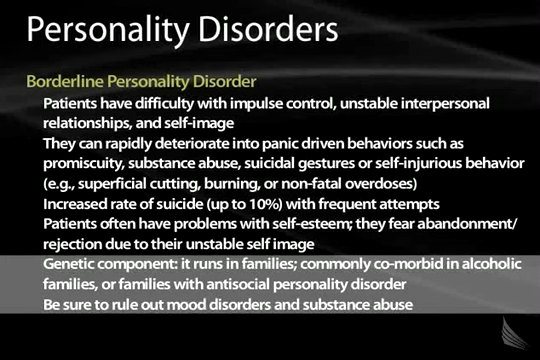 Personality Disorders
Borderline Personality Disorder
Patients have difficulty with impulse control, unstable interpersonal
relationships, and self-image
They can rapidly deteriorate into panic driven behaviors such as
promiscuity, substance abuse, suicidal gestures or self-injurious behavior
(e.g., superficial cutting, burning, or non-fatal overdoses)
Increased rate of suicide (up to 10%) with frequent attempts
Patients often have problems with self-esteem; they fear abandonment/
rejection due to their unstable self image
Genetic component: it runs in families; commonly co-morbid in alcoholic
families, or families with antisocial personality disorder
Be sure to rule out mood disorders and substance abuse